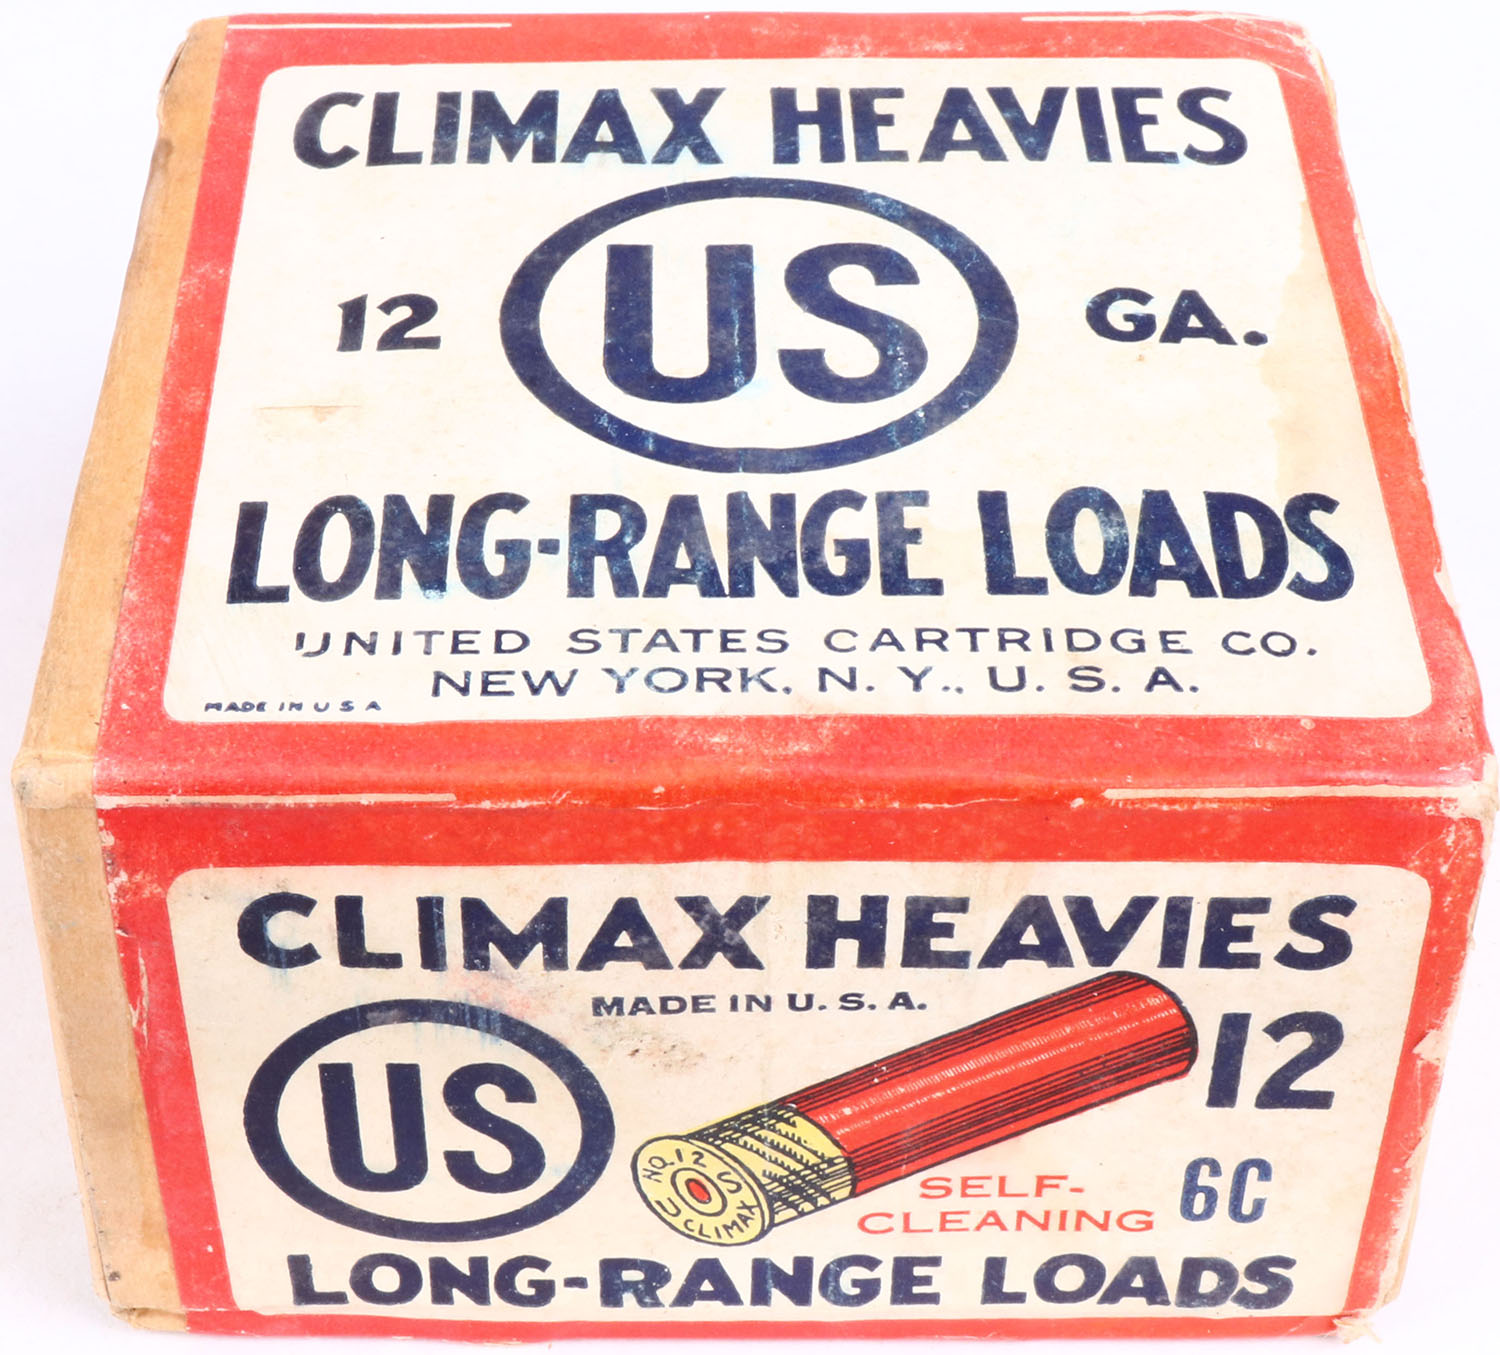 CLIMAX HEAVIES
12 US GA.
LONG-RANGE LOADS
UNITED STATES CARTRIDGE CO.
NEW YORK, N. Y., U. S. A.
MADE IN U S A
CLIMAX HEAVIES
MADE IN U. S. A.
US
12
NO. 12
U S
CLIMAX
SELF-
CLEANING
6C
LONG-RANGE LOADS